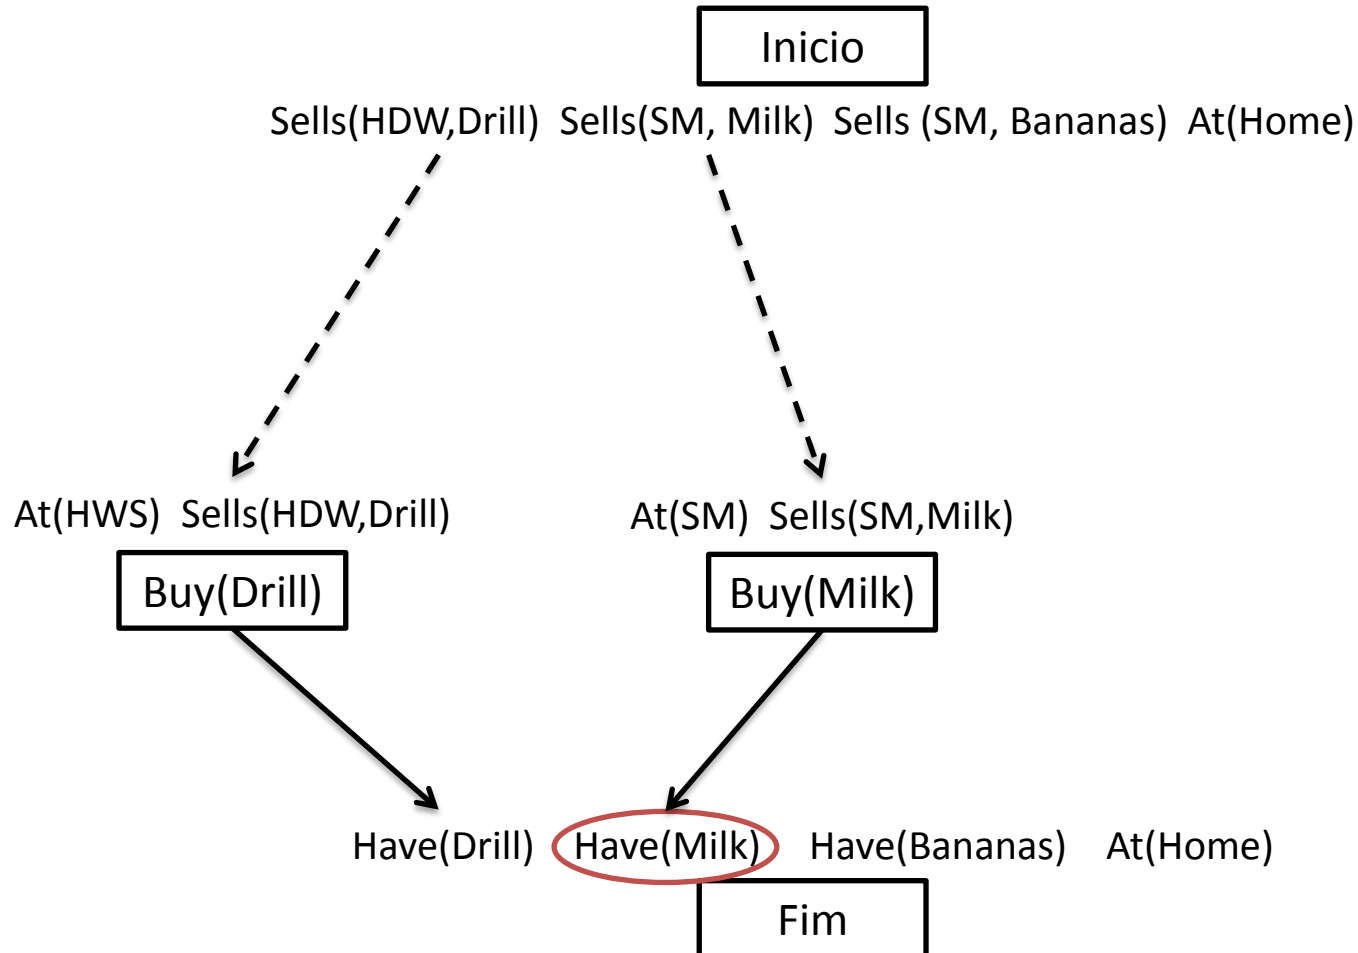 Inicio
Sells(HDW,Drill) Sells(SM, Milk) Sells (SM, Bananas) At(Home)
At(HWS) Sells(HDW,Drill) At(SM) Sells(SM,Milk)
Buy(Drill) Buy(Milk)
Have(Drill) Have(Milk) Have(Bananas) At(Home)
Fim